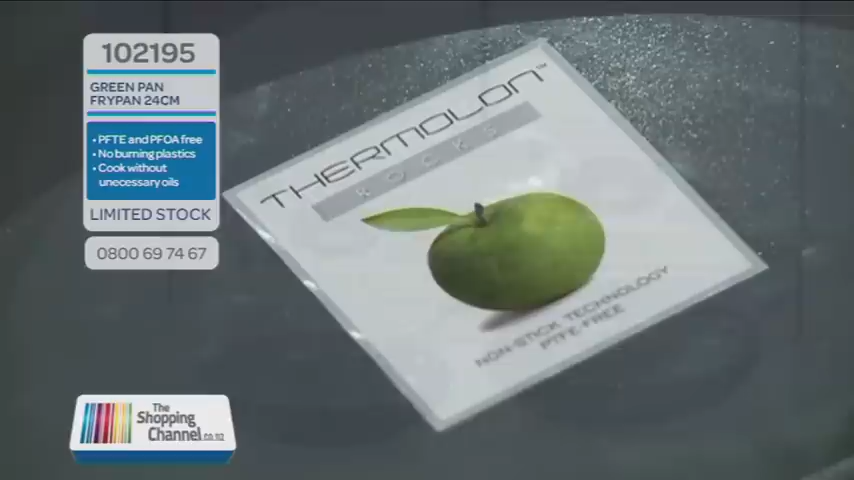 102195
GREEN PAN
FRYPAN 24CM
• PFTE and PFOA free
• No burning plastics
• Cook without
unnecessary oils
LIMITED STOCK
0800 69 74 67
THERMOLON™
ROCKS
NON-STICK TECHNOLOGY
PTFE-FREE
The
Shopping
Channel.co.nz